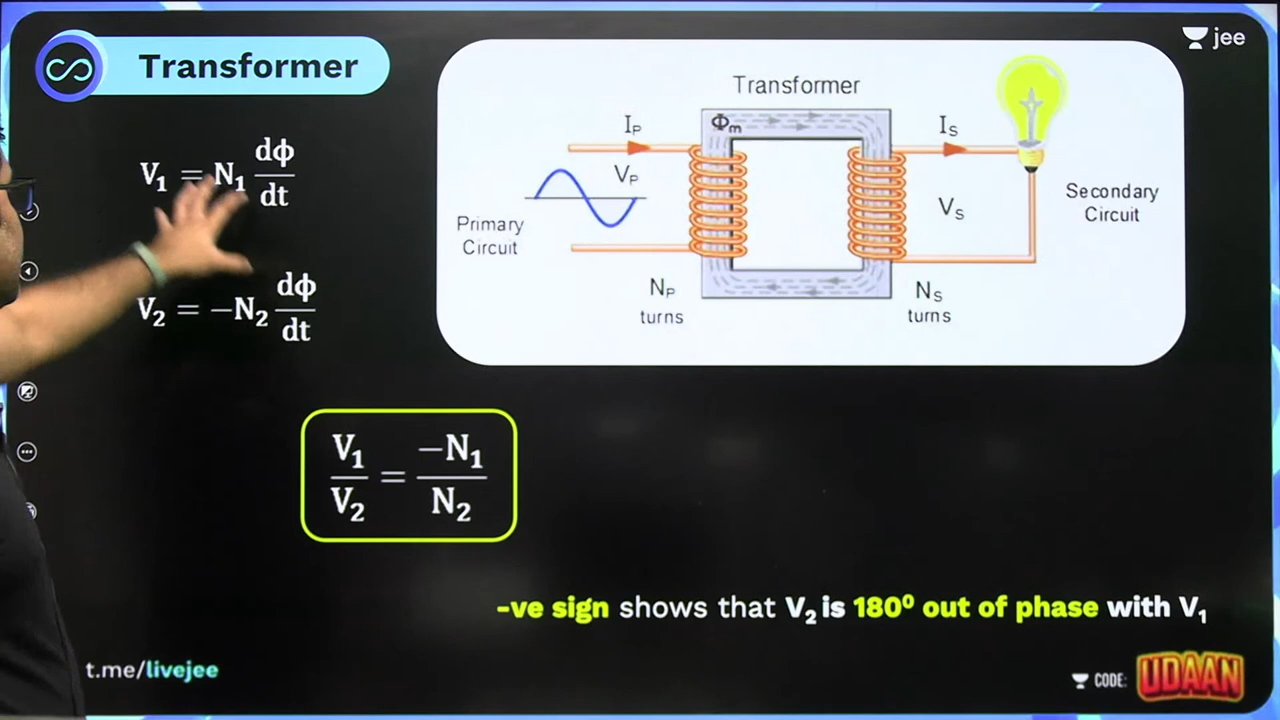 Transformer
jee
V₁ = N₁ dϕ/dt
V₂ = −N₂ dϕ/dt
Transformer
Φm
IP
IS
VP
VS
Primary
Circuit
Secondary
Circuit
NP
turns
NS
turns
V₁/V₂ = −N₁/N₂
-ve sign shows that V₂ is 180⁰ out of phase with V₁
t.me/livejee
CODE: UDAAN